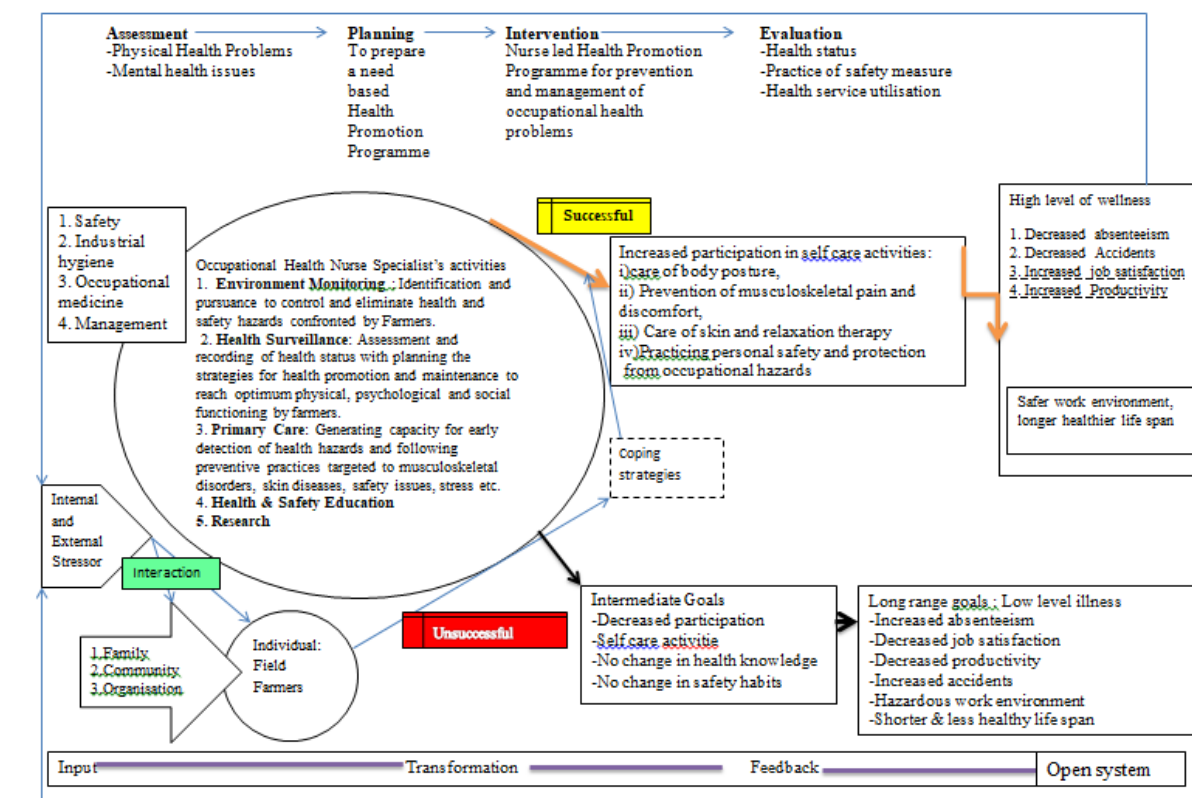 Assessment
-Physical Health Problems
-Mental health issues
Planning
To prepare
a need
based
Health
Promotion
Programme
Intervention
Nurse led Health Promotion
Programme for prevention
and management of
occupational health
problems
Evaluation
-Health status
-Practice of safety measure
-Health service utilisation
1. Safety
2. Industrial
hygiene
3. Occupational
medicine
4. Management
Occupational Health Nurse Specialist's activities
1. Environment Monitoring : Identification and
pursuance to control and eliminate health and
safety hazards confronted by Farmers.
2. Health Surveillance: Assessment and
recording of health status with planning the
strategies for health promotion and maintenance to
reach optimum physical, psychological and social
functioning by farmers.
3. Primary Care: Generating capacity for early
detection of health hazards and following
preventive practices targeted to musculoskeletal
disorders, skin diseases, safety issues, stress etc.
4. Health & Safety Education
5. Research
Successful
Increased participation in self care activities:
i)care of body posture,
ii) Prevention of musculoskeletal pain and
discomfort,
iii) Care of skin and relaxation therapy
iv)Practicing personal safety and protection
from occupational hazards
High level of wellness
1. Decreased absenteeism
2. Decreased Accidents
3. Increased job satisfaction
4. Increased Productivity
Safer work environment,
longer healthier life span
Coping
strategies
Internal
and
External
Stressor
Interaction
1.Family
2.Community
3.Organisation
Individual:
Field
Farmers
Unsuccessful
Intermediate Goals
-Decreased participation
-Self care activitie
-No change in health knowledge
-No change in safety habits
Long range goals : Low level illness
-Increased absenteeism
-Decreased job satisfaction
-Decreased productivity
-Increased accidents
-Hazardous work environment
-Shorter & less healthy life span
Input
Transformation
Feedback
Open system